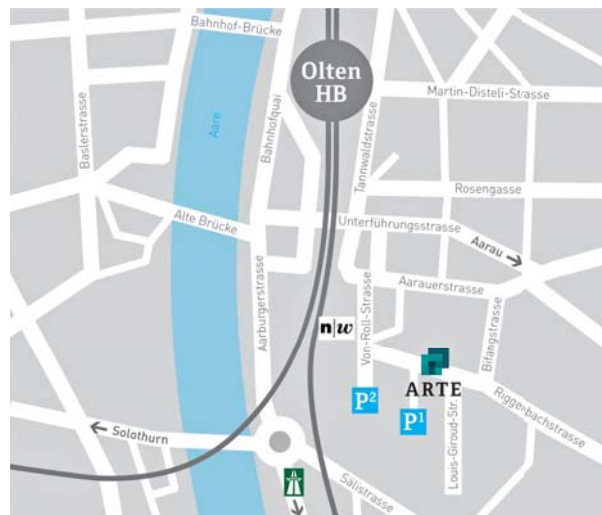 Bahnhof-Brücke
Olten
HB
Martin-Disteli-Strasse
Baslerstrasse
Aare
Bahnhofquai
Tannwaldstrasse
Rosengasse
Alte Brücke
Unterführungsstrasse
Aarau
Aarauerstrasse
Aarburgerstrasse
n|w
Von-Roll-Strasse
Bifangstrasse
ARTE
P²
P¹
Riggenbachstrasse
Louis-Giroud-Str.
Solothurn
Sälistrasse